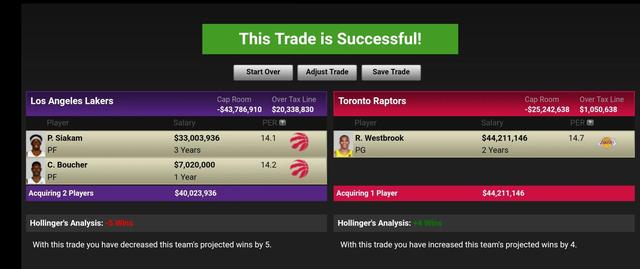 This Trade is Successful!
Start Over Adjust Trade Save Trade
Los Angeles Lakers Cap Room Over Tax Line
-$43,786,910 $20,338,830
Player Salary PER
P. Siakam $33,003,936 14.1
PF 3 Years
C. Boucher $7,020,000 14.2
PF 1 Year
Acquiring 2 Players $40,023,936
Hollinger's Analysis: -5 Wins
With this trade you have decreased this team's projected wins by 5.
Toronto Raptors Cap Room Over Tax Line
-$25,242,638 $1,050,638
Player Salary PER
R. Westbrook $44,211,146 14.7
PG 2 Years
Acquiring 1 Player $44,211,146
Hollinger's Analysis: +4 Wins
With this trade you have increased this team's projected wins by 4.